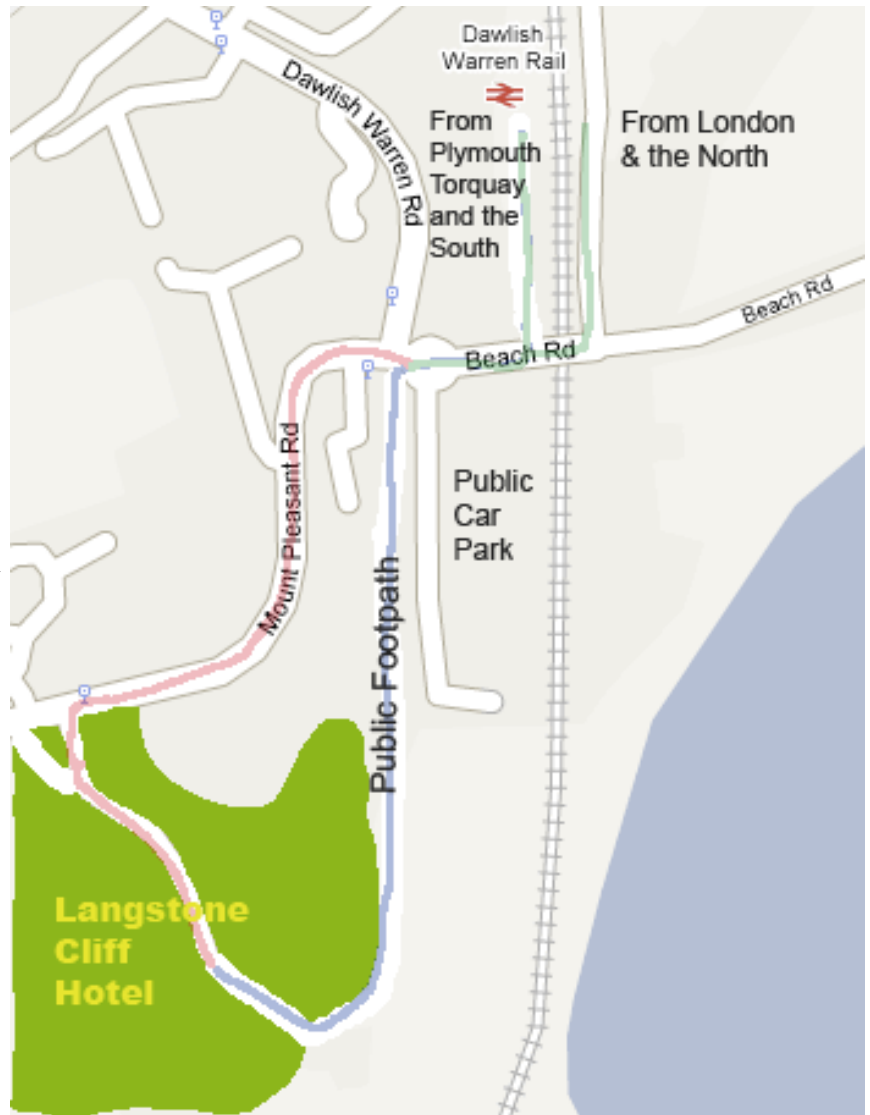 Dawlish
Warren Rail
Dawlish Warren Rd
From
Plymouth
Torquay
and the
South
From London
& the North
Beach Rd
Beach Rd
Mount Pleasant Rd
Public
Car
Park
Public Footpath
Langstone
Cliff
Hotel